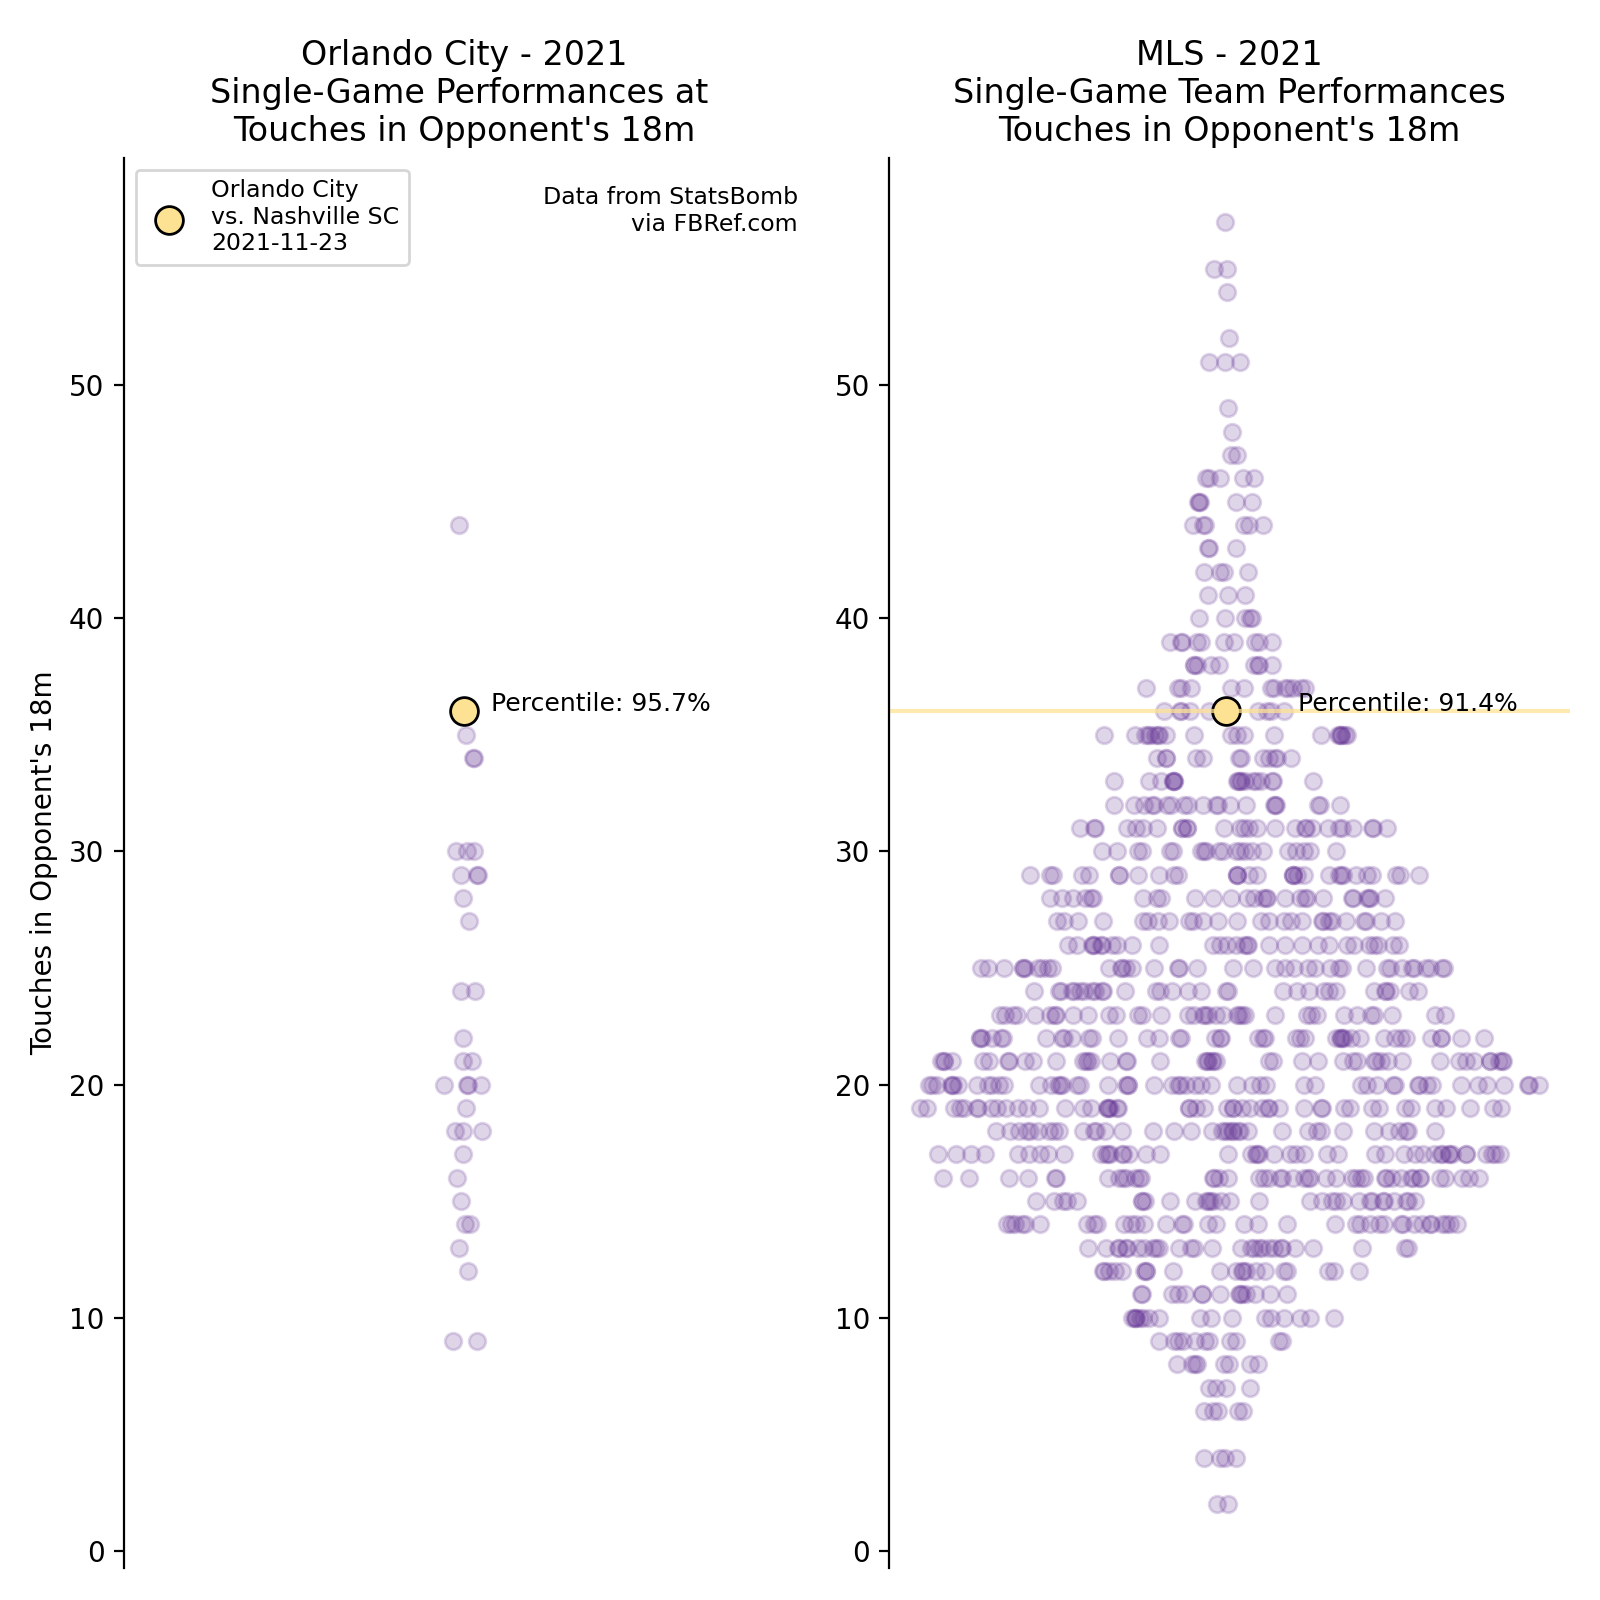 Orlando City - 2021
Single-Game Performances at
Touches in Opponent's 18m
MLS - 2021
Single-Game Team Performances
Touches in Opponent's 18m
Orlando City
vs. Nashville SC
2021-11-23
Data from StatsBomb
via FBRef.com
Touches in Opponent's 18m
50
40
30
20
10
0
Percentile: 95.7%
50
40
30
20
10
0
Percentile: 91.4%